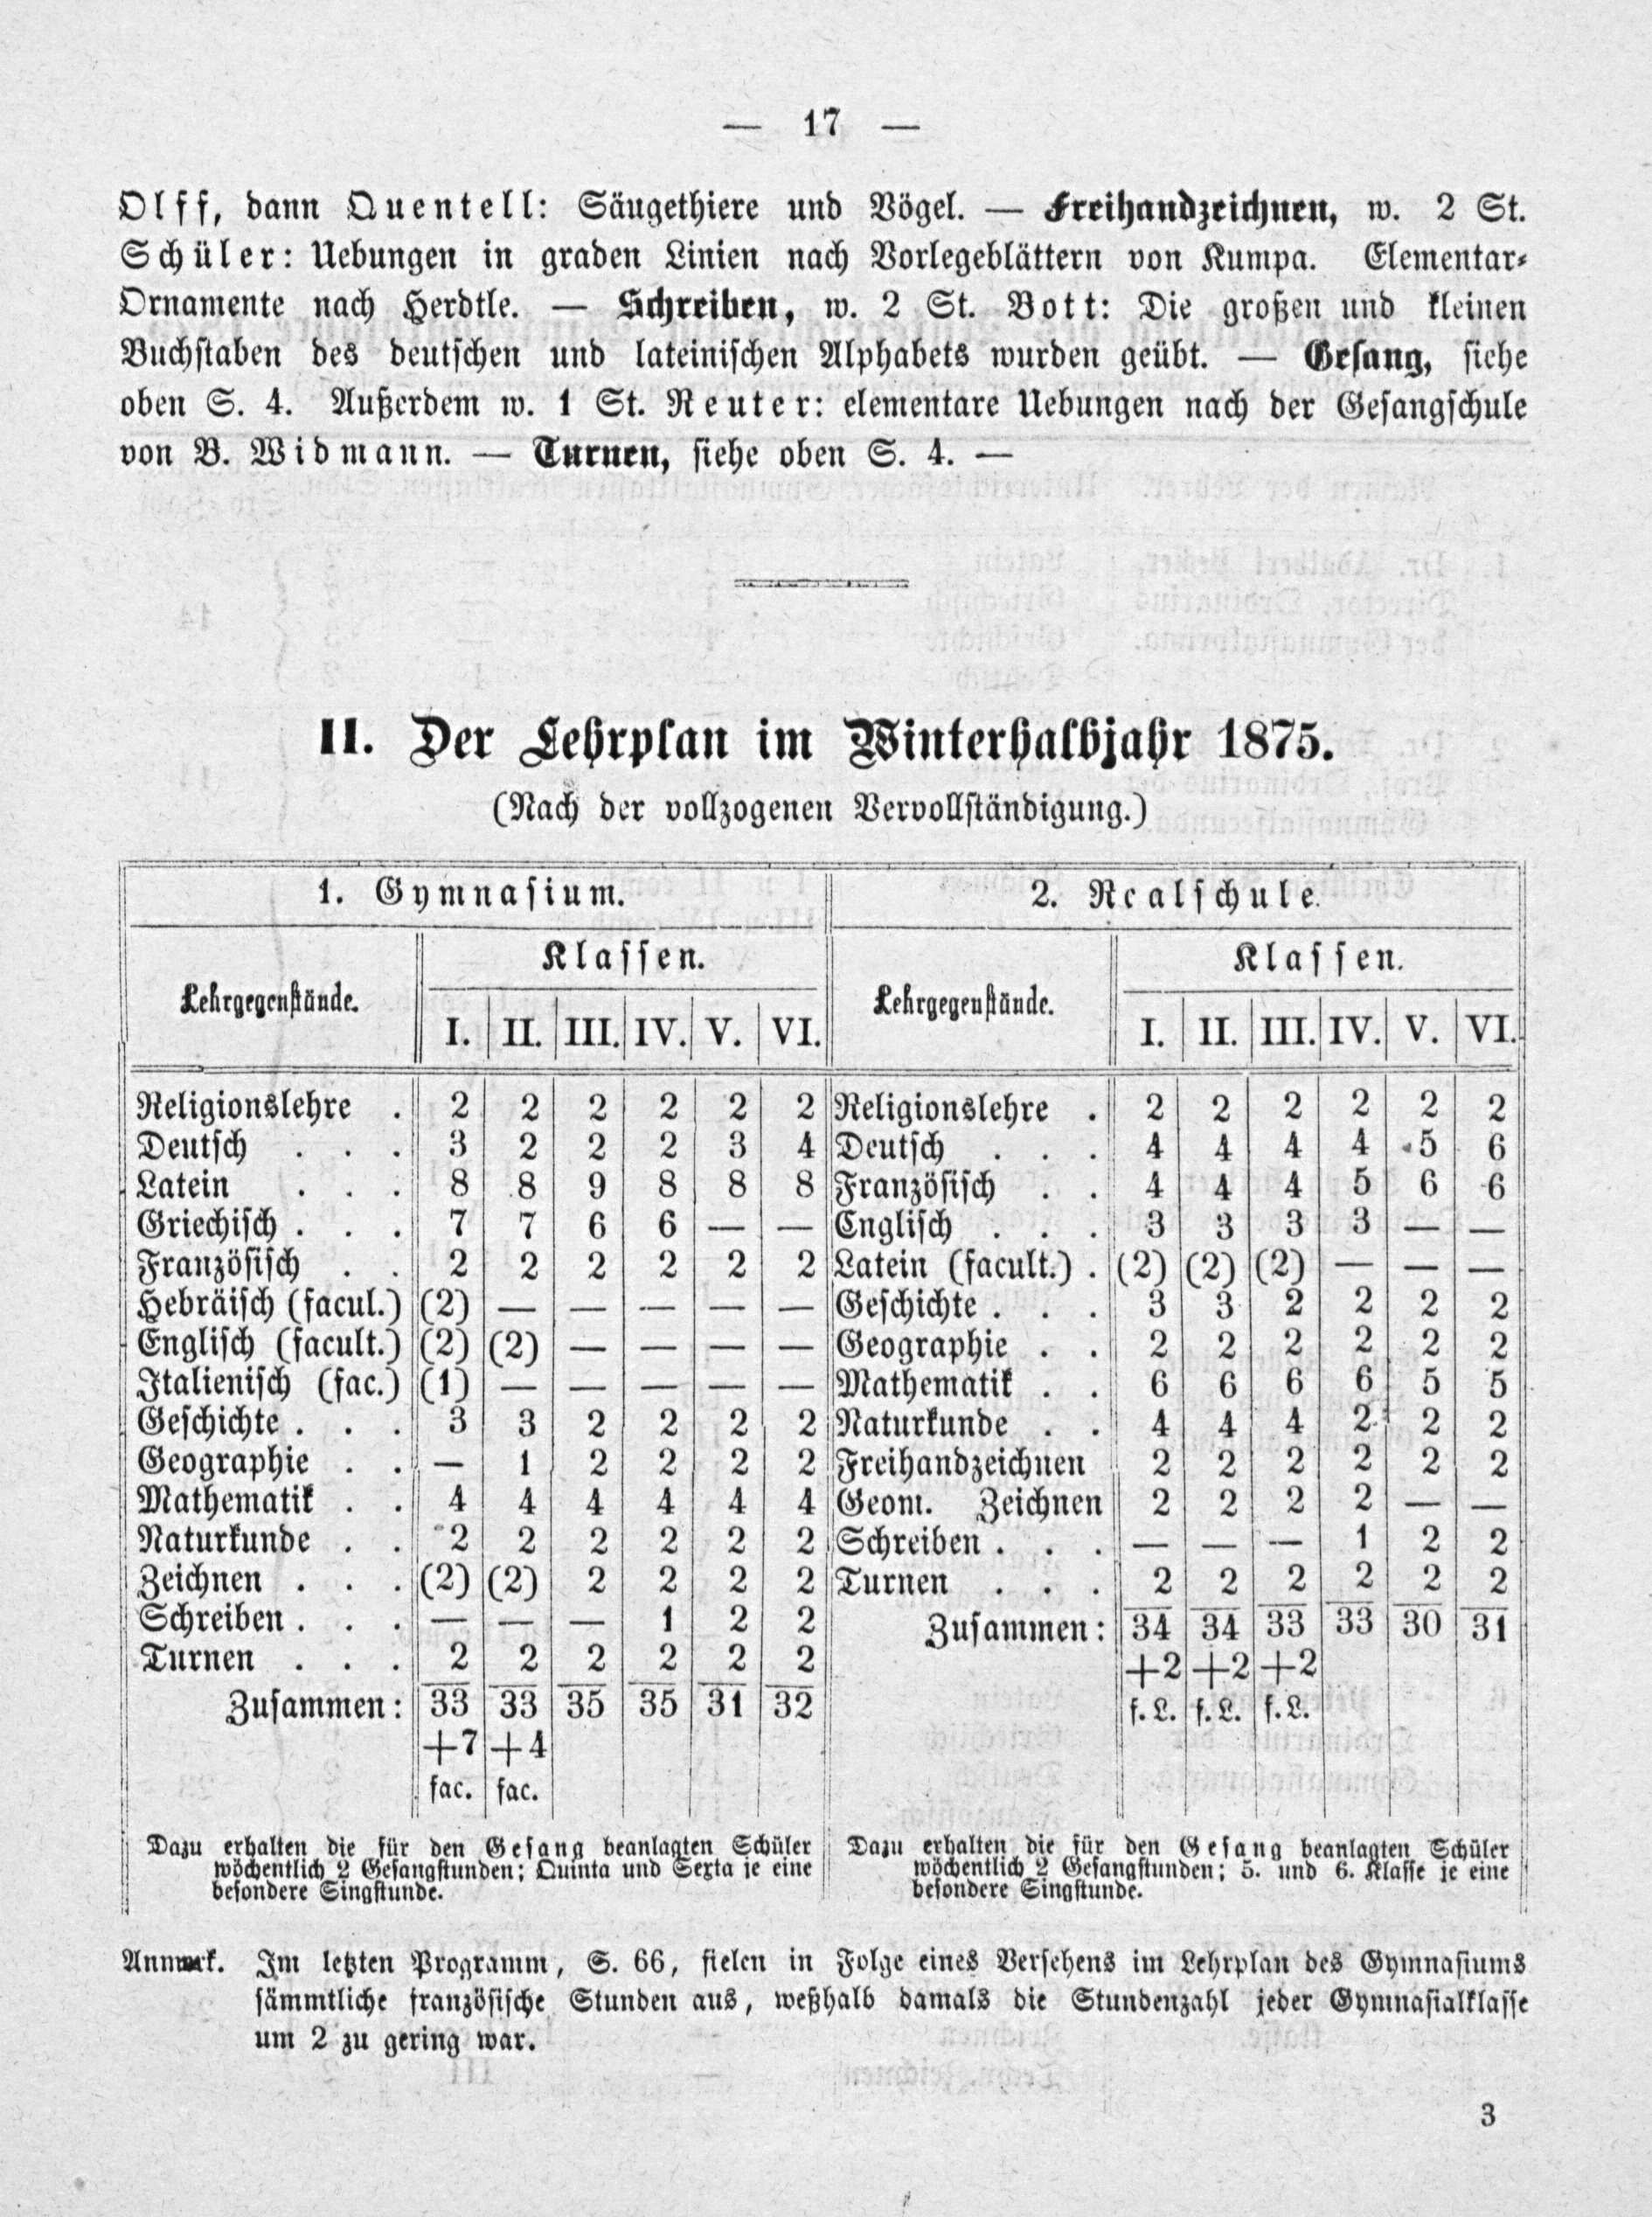 — 17 —
Olff, dann Quentell: Säugethiere und Vögel. — Freihandzeichnen, w. 2 St.
Schüler: Uebungen in graden Linien nach Vorlegeblättern von Kumpa. Elementar-
Ornamente nach Herdtle. — Schreiben, w. 2 St. Bott: Die großen und kleinen
Buchstaben des deutschen und lateinischen Alphabets wurden geübt. — Gesang, siehe
oben S. 4. Außerdem w. 1 St. Reuter: elementare Uebungen nach der Gesangschule
von B. Widmann. — Turnen, siehe oben S. 4. —
II. Der Lehrplan im Winterhalbjahr 1875.
(Nach der vollzogenen Vervollständigung.)
1. Gymnasium.
Lehrgegenstände. Klassen.
I. II. III. IV. V. VI.
Religionslehre . 2 2 2 2 2 2
Deutsch . . . 3 2 2 2 3 4
Latein . . . 8 8 9 8 8 8
Griechisch . . . 7 7 6 6 — —
Französisch . . 2 2 2 2 2 2
Hebräisch (facul.) (2) — — — — —
Englisch (facult.) (2) (2) — — — —
Italienisch (fac.) (1) — — — — —
Geschichte . . . 3 3 2 2 2 2
Geographie . . — 1 2 2 2 2
Mathematik . . 4 4 4 4 4 4
Naturkunde . . 2 2 2 2 2 2
Zeichnen . . . (2) (2) 2 2 2 2
Schreiben . . . — — — 1 2 2
Turnen . . . 2 2 2 2 2 2
Zusammen: 33 33 35 35 31 32
+7 +4
fac. fac.
Dazu erhalten die für den Gesang beanlagten Schüler
wöchentlich 2 Gesangstunden; Quinta und Sexta je eine
besondere Singstunde.
2. Realschule.
Lehrgegenstände. Klassen.
I. II. III. IV. V. VI.
Religionslehre . 2 2 2 2 2 2
Deutsch . . . 4 4 4 4 5 6
Französisch . . 4 4 4 5 6 6
Englisch . . . 3 3 3 3 — —
Latein (facult.) . (2) (2) (2) — — —
Geschichte . . . 3 3 2 2 2 2
Geographie . . 2 2 2 2 2 2
Mathematik . . 6 6 6 6 5 5
Naturkunde . . 4 4 4 2 2 2
Freihandzeichnen 2 2 2 2 2 2
Geom. Zeichnen 2 2 2 2 — —
Schreiben . . . — — — 1 2 2
Turnen . . . 2 2 2 2 2 2
Zusammen: 34 34 33 33 30 31
+2 +2 +2
f. L. f. L. f. L.
Dazu erhalten die für den Gesang beanlagten Schüler
wöchentlich 2 Gesangstunden; 5. und 6. Klasse je eine
besondere Singstunde.
Anmerk. Im letzten Programm, S. 66, fielen in Folge eines Versehens im Lehrplan des Gymnasiums
sämmtliche französische Stunden aus, weßhalb damals die Stundenzahl jeder Gymnasialklasse
um 2 zu gering war.
3